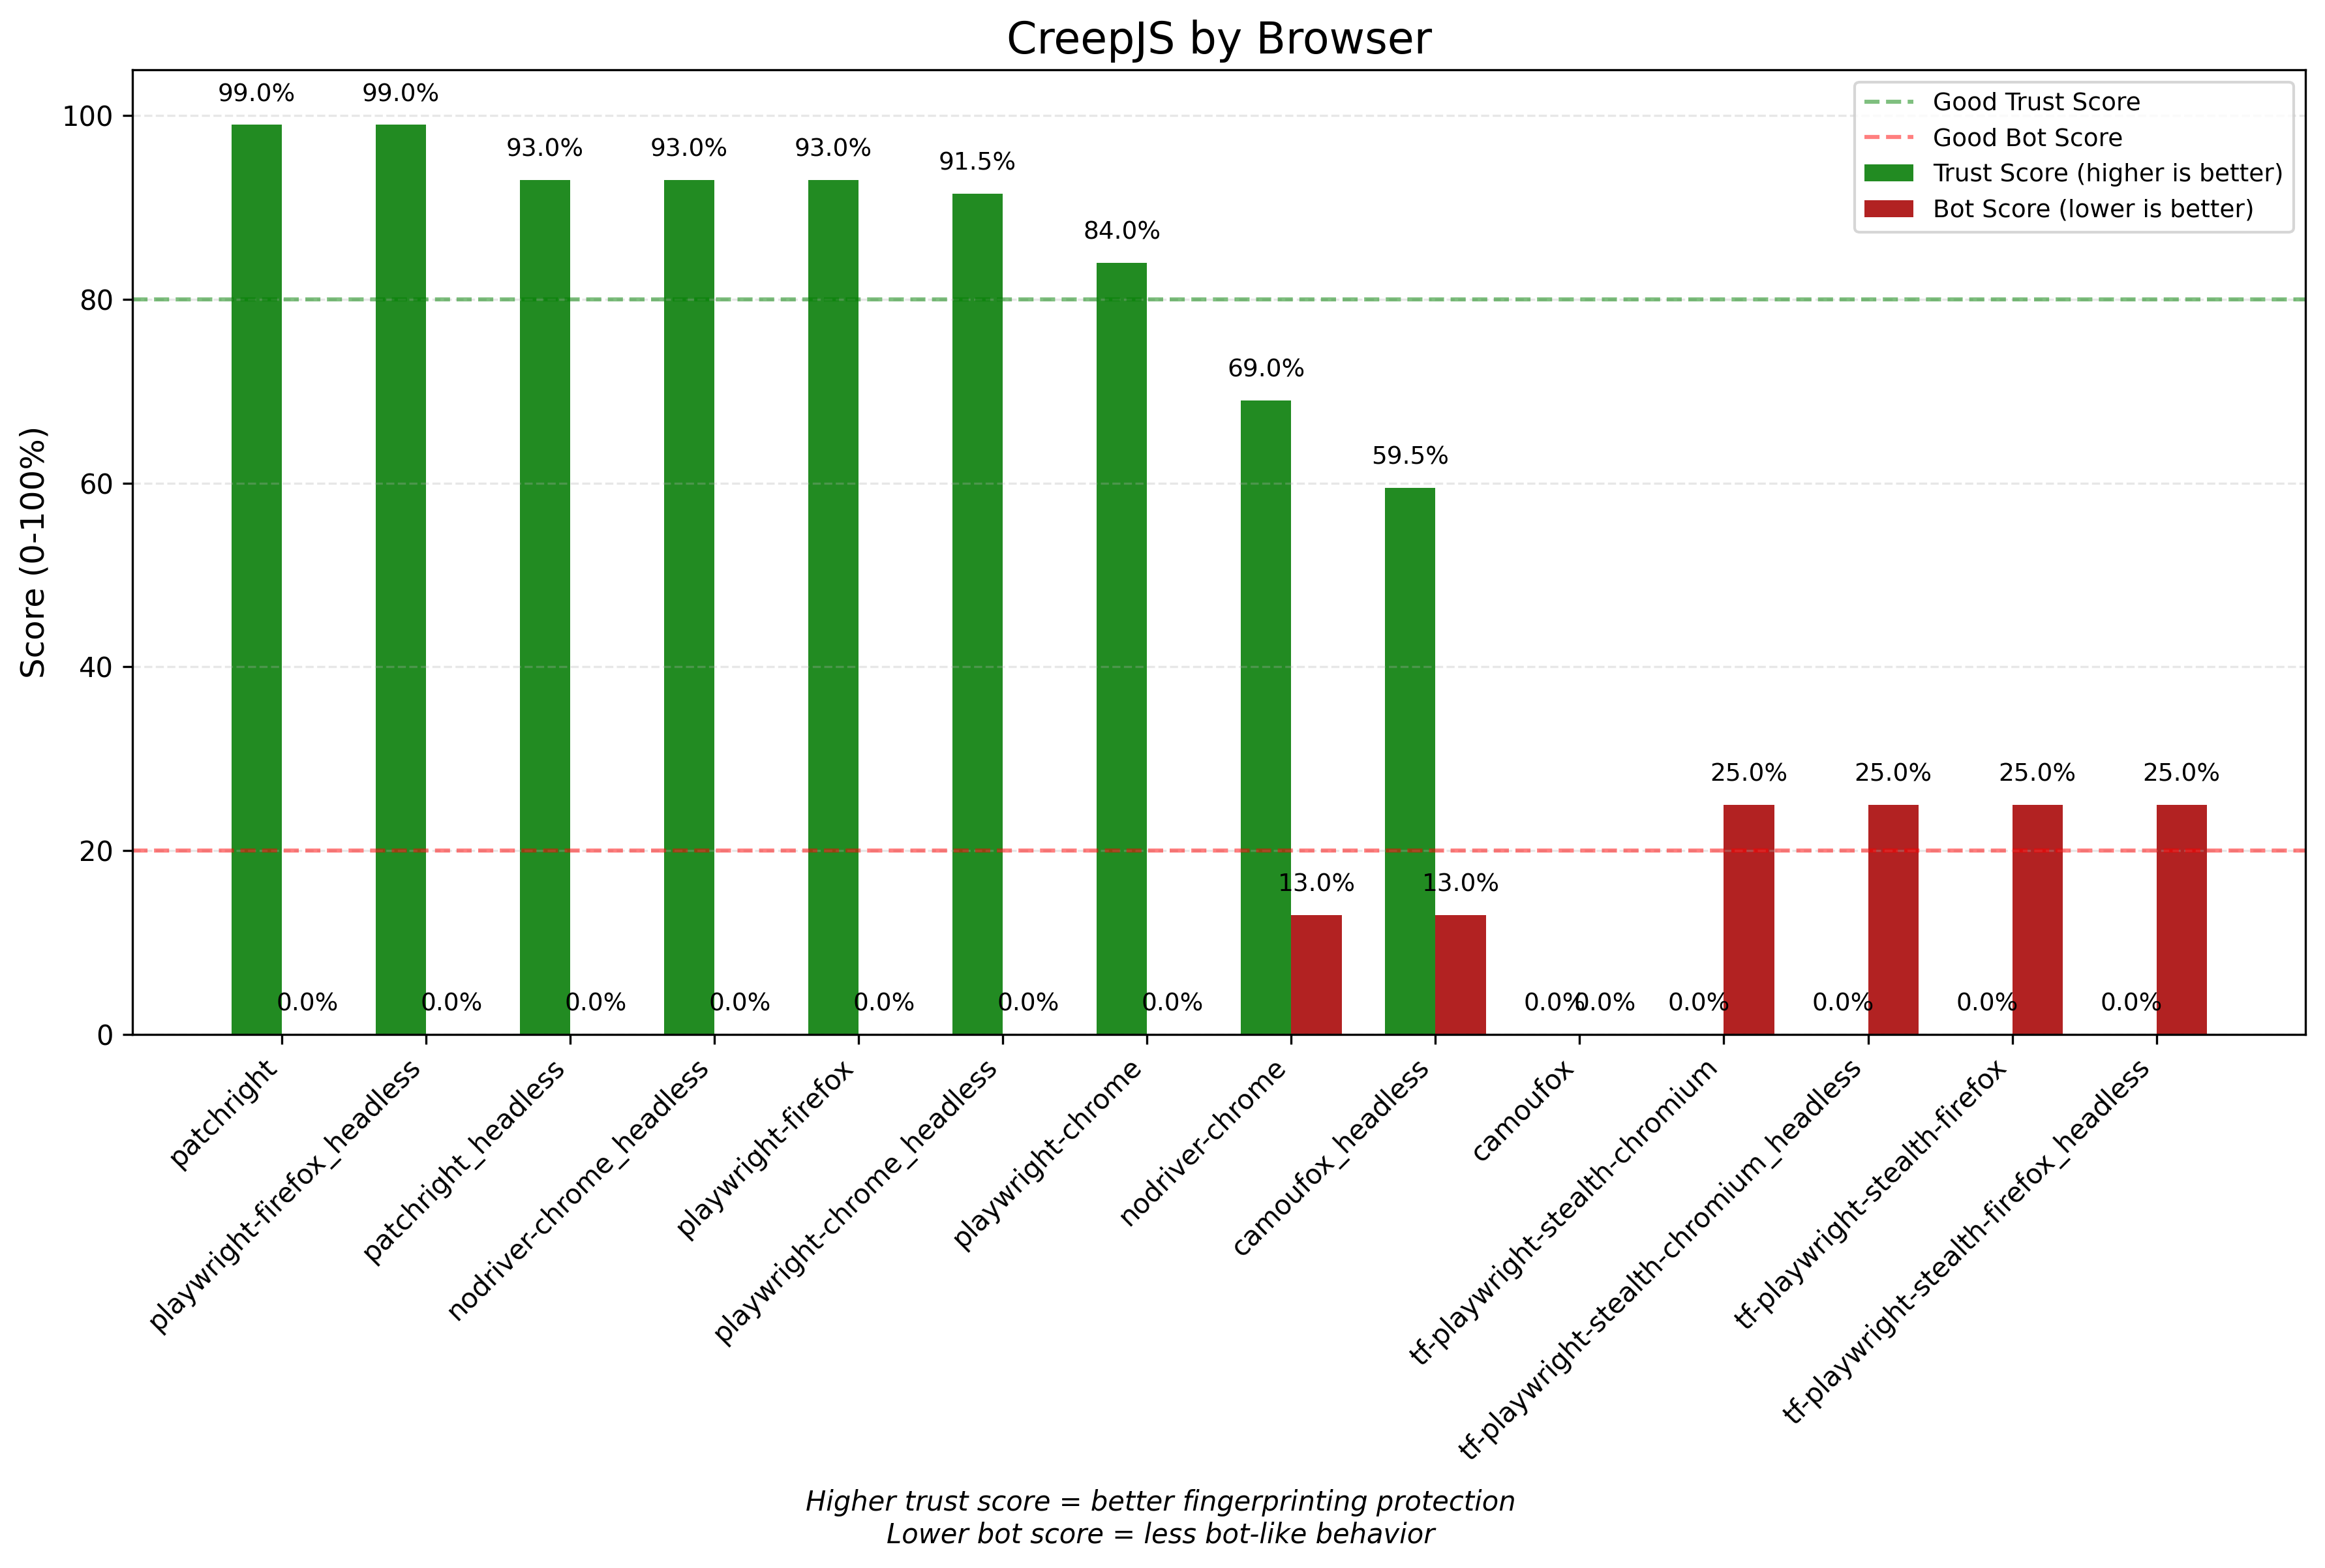 CreepJS by Browser
Score (0-100%)
100
80
60
40
20
0
Good Trust Score
Good Bot Score
Trust Score (higher is better)
Bot Score (lower is better)
99.0%
99.0%
93.0%
93.0%
93.0%
91.5%
84.0%
69.0%
59.5%
0.0%
0.0%
0.0%
0.0%
0.0%
0.0%
0.0%
0.0%
0.0%
0.0%
0.0%
0.0%
13.0%
13.0%
0.0%
25.0%
25.0%
25.0%
25.0%
patchright
playwright-firefox_headless
patchright_headless
nodriver-chrome_headless
playwright-firefox
playwright-chrome_headless
playwright-chrome
nodriver-chrome
camoufox_headless
camoufox
tf-playwright-stealth-chromium
tf-playwright-stealth-chromium_headless
tf-playwright-stealth-firefox
tf-playwright-stealth-firefox_headless
Higher trust score = better fingerprinting protection
Lower bot score = less bot-like behavior